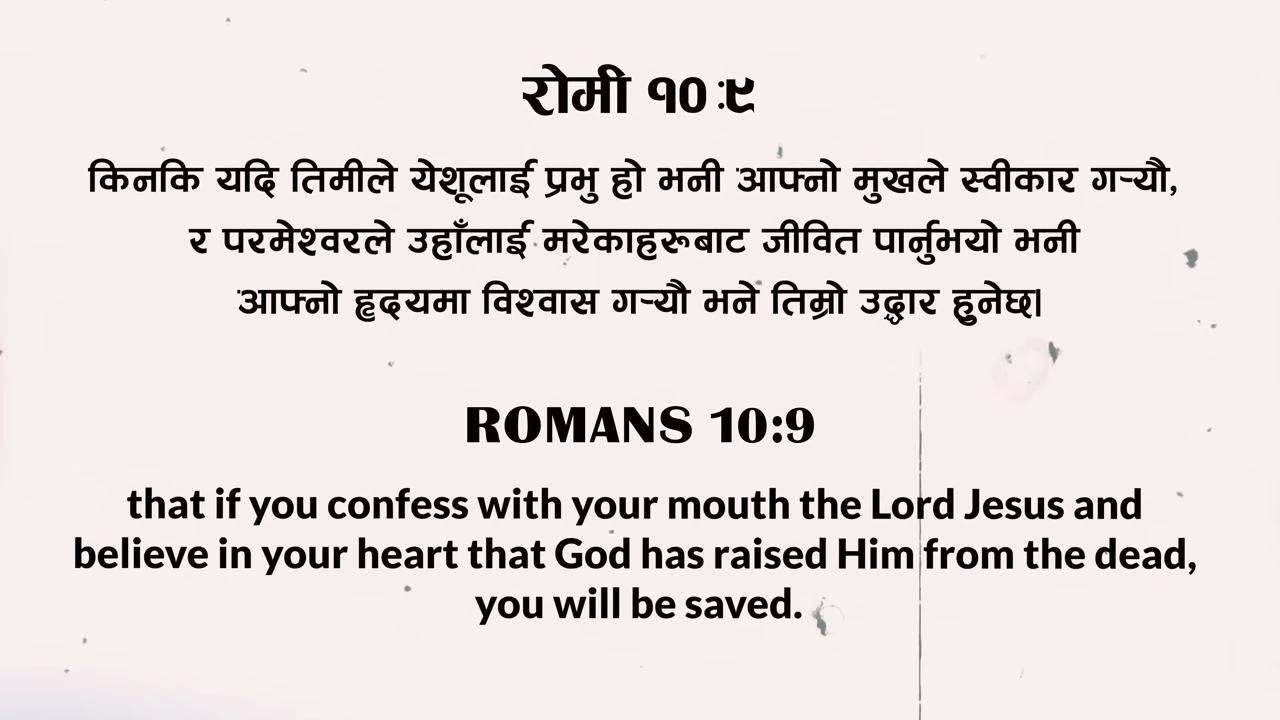 रोमी १०:९
किनकि यदि तिमीले येशूलाई प्रभु हो भनी आफ्नो मुखले स्वीकार गर्‍यौ,
र परमेश्वरले उहाँलाई मरेकाहरूबाट जीवित पार्नुभयो भनी
आफ्नो हृदयमा विश्वास गर्‍यौ भने तिम्रो उद्धार हुनेछ।
ROMANS 10:9
that if you confess with your mouth the Lord Jesus and
believe in your heart that God has raised Him from the dead,
you will be saved.